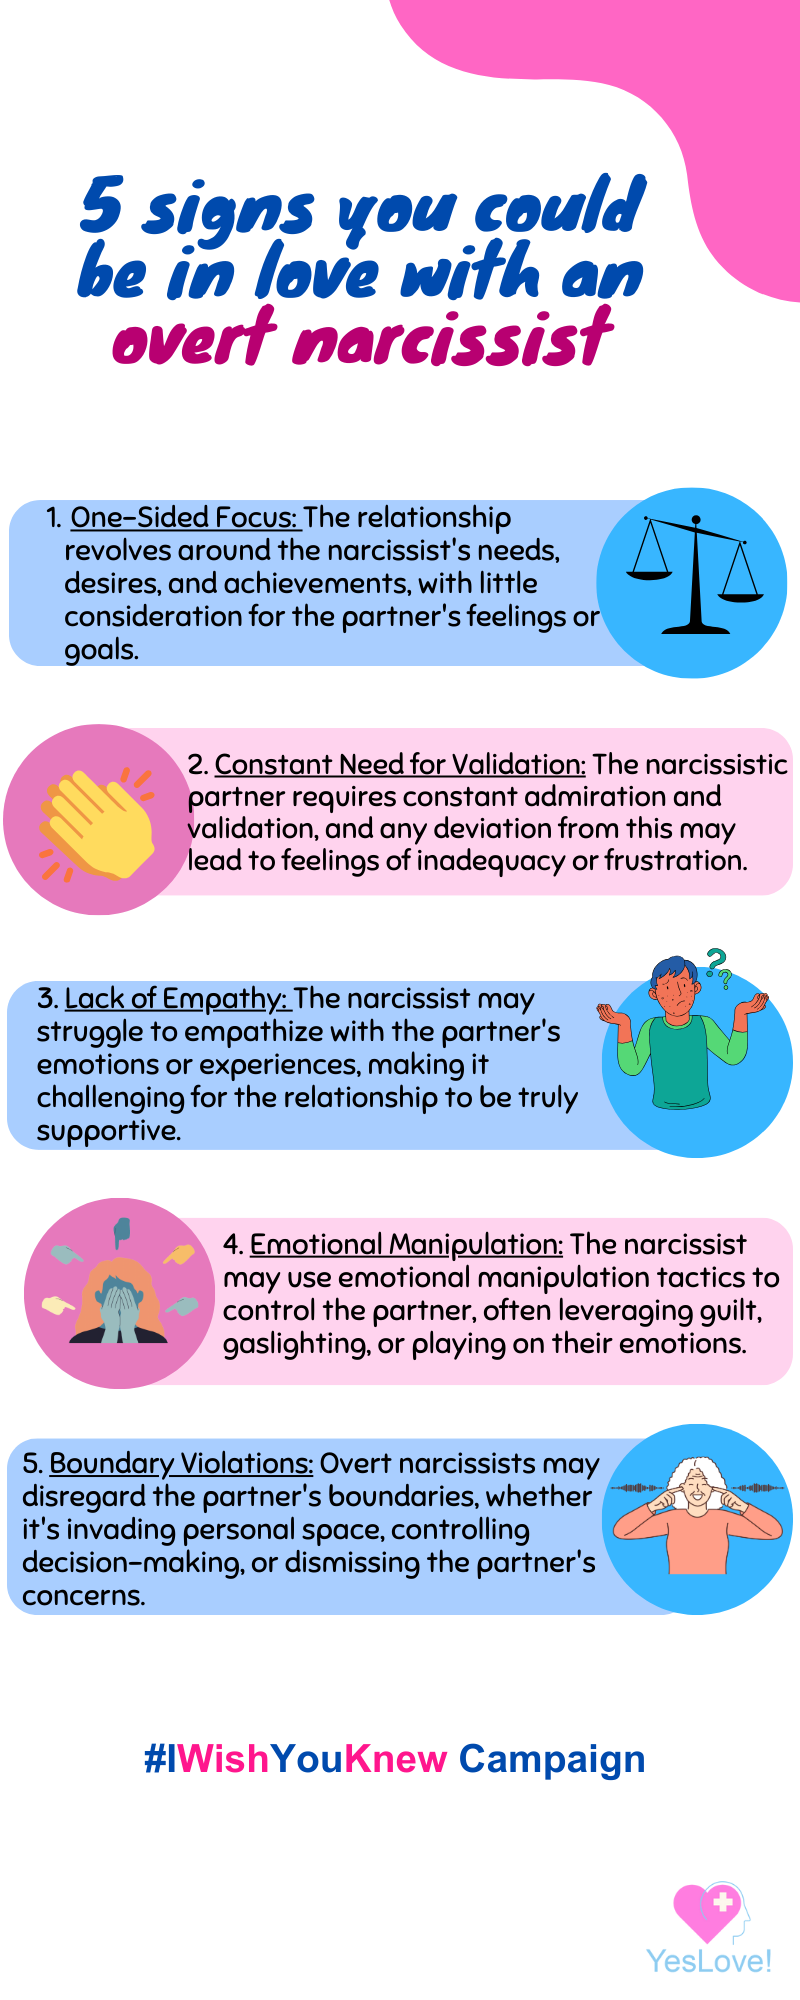 5 signs you could
be in love with an
overt narcissist
1. One-Sided Focus: The relationship
revolves around the narcissist's needs,
desires, and achievements, with little
consideration for the partner's feelings or
goals.
2. Constant Need for Validation: The narcissistic
partner requires constant admiration and
validation, and any deviation from this may
lead to feelings of inadequacy or frustration.
3. Lack of Empathy: The narcissist may
struggle to empathize with the partner's
emotions or experiences, making it
challenging for the relationship to be truly
supportive.
4. Emotional Manipulation: The narcissist
may use emotional manipulation tactics to
control the partner, often leveraging guilt,
gaslighting, or playing on their emotions.
5. Boundary Violations: Overt narcissists may
disregard the partner's boundaries, whether
it's invading personal space, controlling
decision-making, or dismissing the partner's
concerns.
#IWishYouKnew Campaign
YesLove!